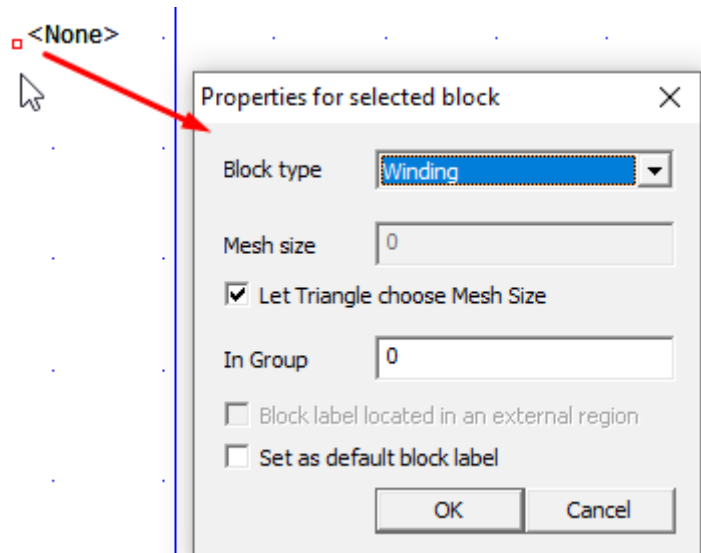 <None>
Properties for selected block
Block type Winding
Mesh size 0
Let Triangle choose Mesh Size
In Group 0
Block label located in an external region
Set as default block label
OK Cancel